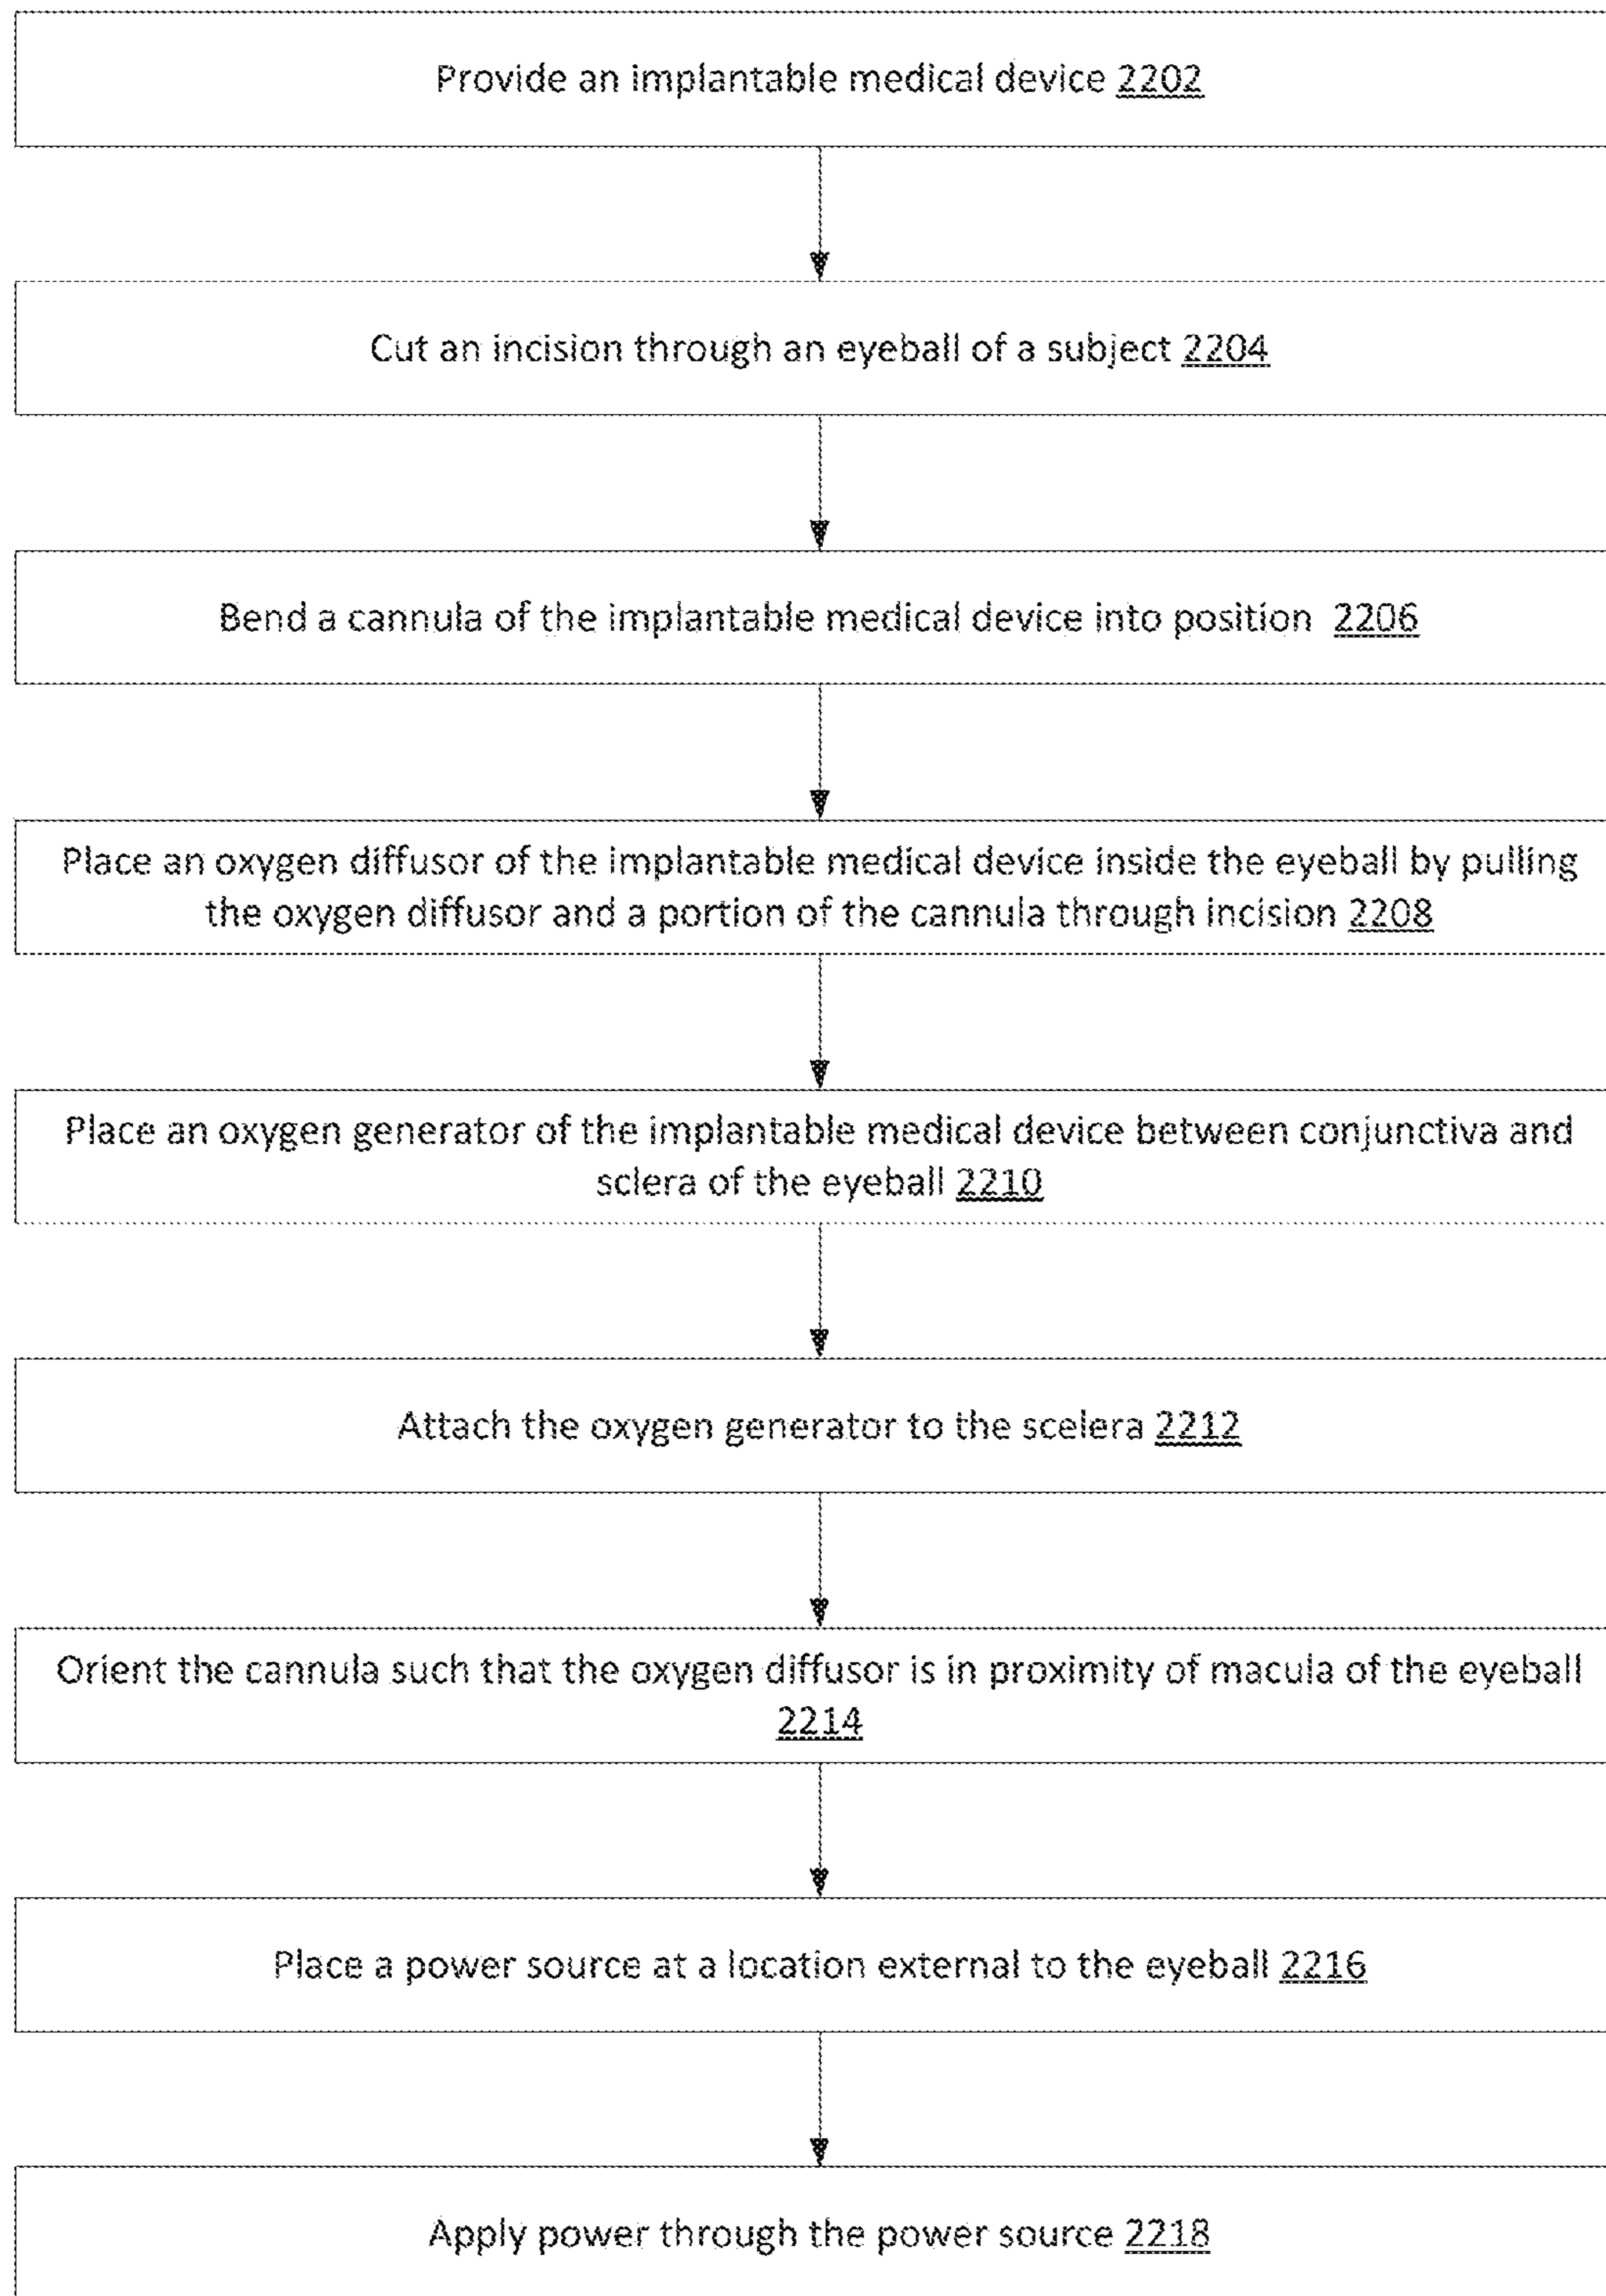 Provide an implantable medical device 2202
Cut an incision through an eyeball of a subject 2204
Bend a cannula of the implantable medical device into position 2206
Place an oxygen diffusor of the implantable medical device inside the eyeball by pulling
the oxygen diffusor and a portion of the cannula through incision 2208
Place an oxygen generator of the implantable medical device between conjunctiva and
sclera of the eyeball 2210
Attach the oxygen generator to the scelera 2212
Orient the cannula such that the oxygen diffusor is in proximity of macula of the eyeball
2214
Place a power source at a location external to the eyeball 2216
Apply power through the power source 2218